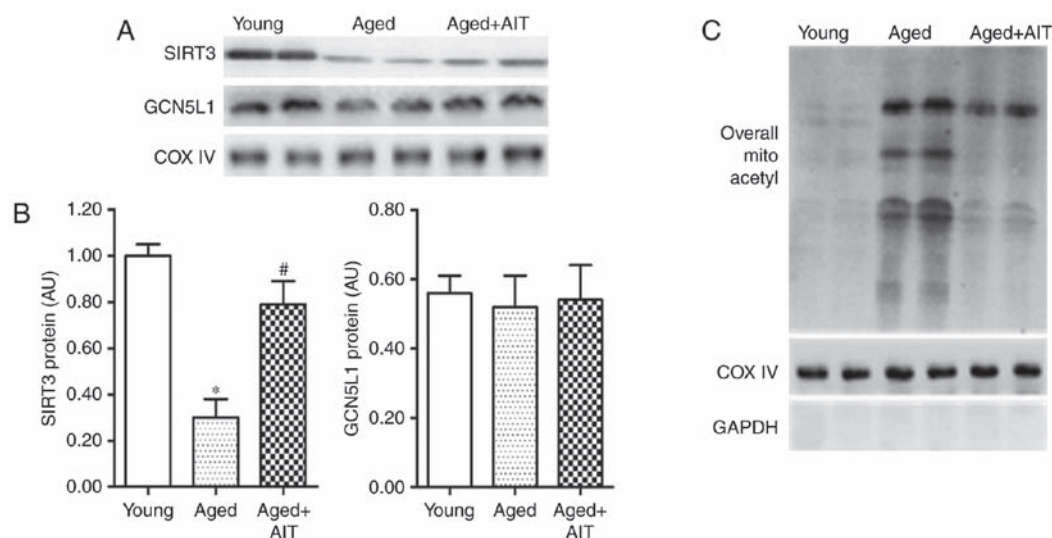 A
Young Aged Aged+AIT
SIRT3
GCN5L1
COX IV
B
SIRT3 protein (AU)
1.20
1.00
0.80
0.60
0.40
0.20
0.00
*
#
Young Aged Aged+
AIT
GCN5L1 protein (AU)
0.80
0.60
0.40
0.20
0.00
Young Aged Aged+
AIT
C
Young Aged Aged+AIT
Overall
mito
acetyl
COX IV
GAPDH